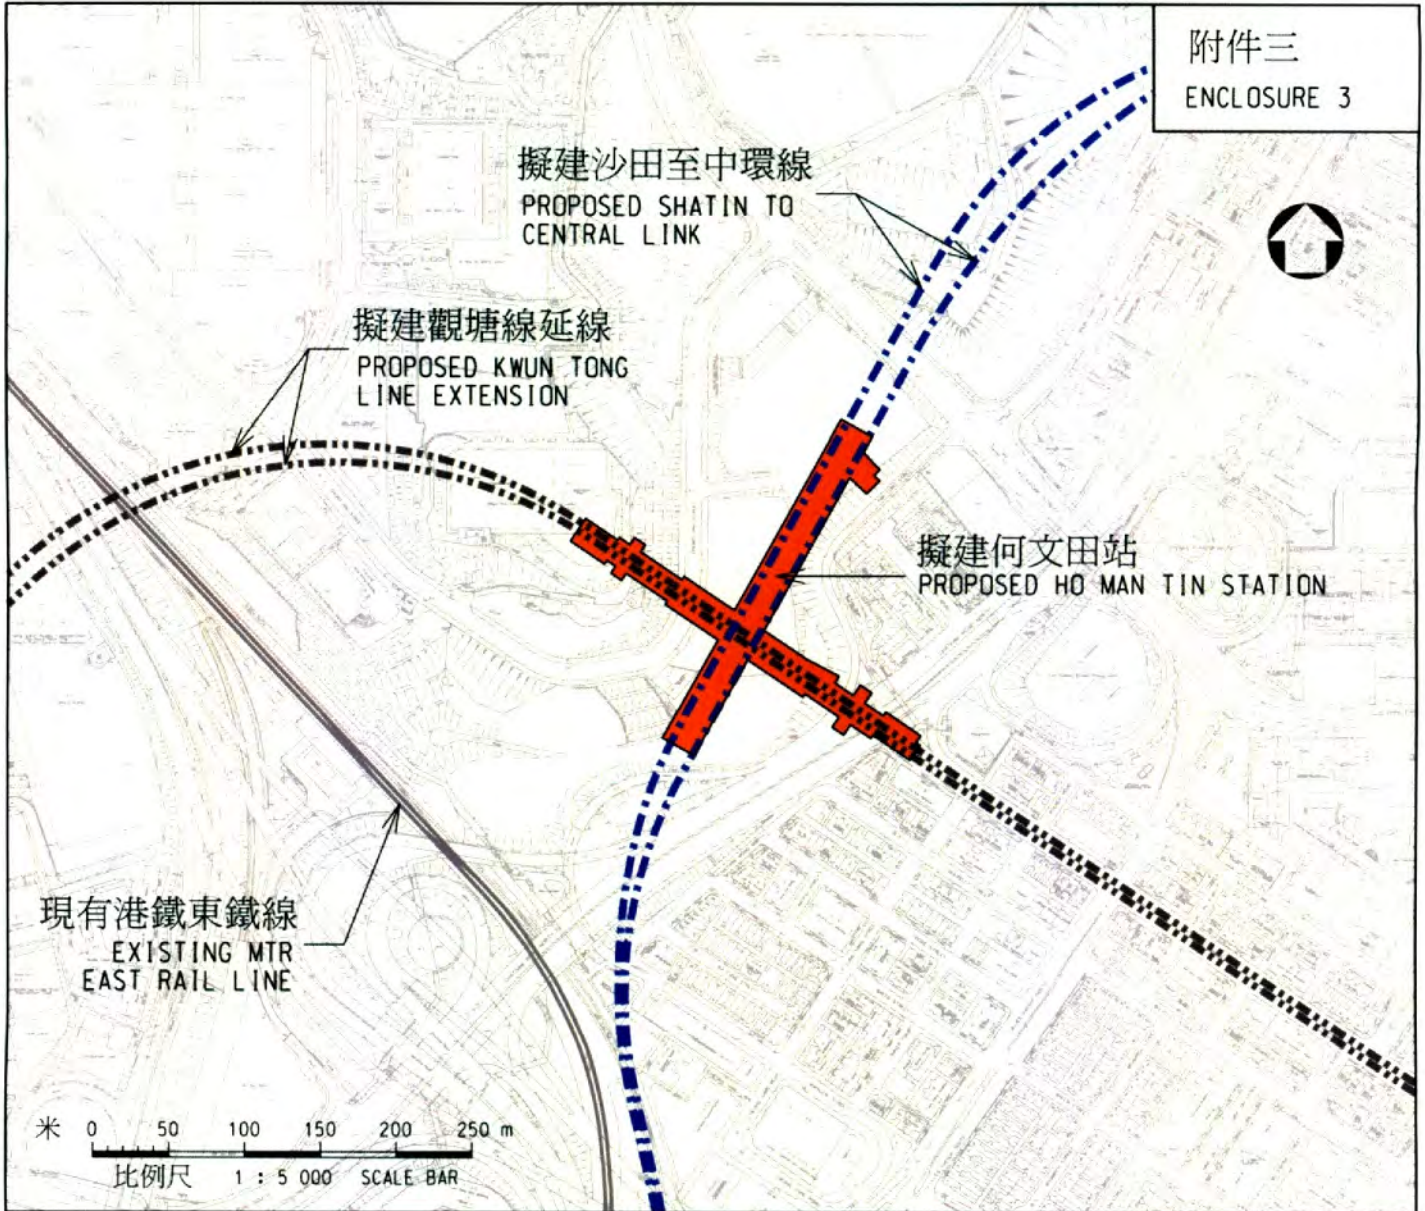 附件三
ENCLOSURE 3
擬建沙田至中環線
PROPOSED SHATIN TO
CENTRAL LINK
擬建觀塘線延線
PROPOSED KWUN TONG
LINE EXTENSION
擬建何文田站
PROPOSED HO MAN TIN STATION
現有港鐵東鐵線
EXISTING MTR
EAST RAIL LINE
米 0 50 100 150 200 250 m
比例尺 1 : 5 000 SCALE BAR